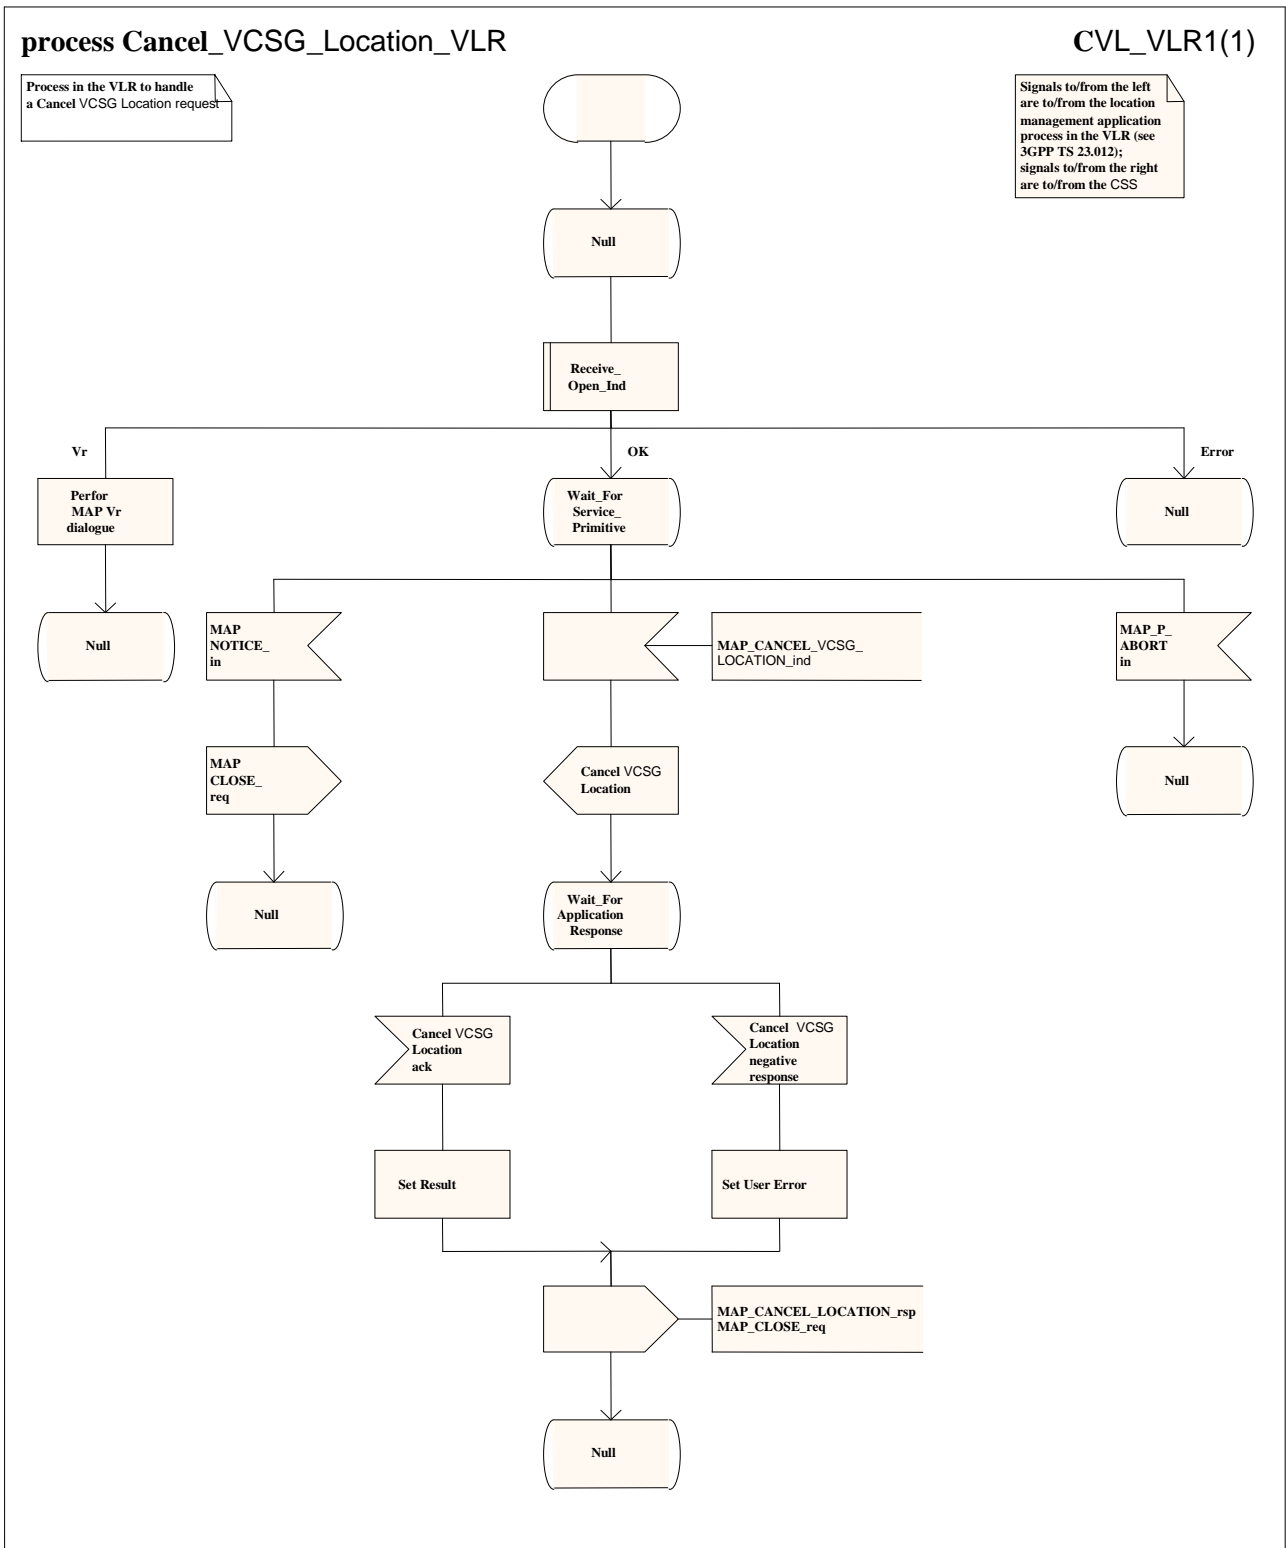 process Cancel_VCSG_Location_VLR
CVL_VLR1(1)
Process in the VLR to handle
a Cancel VCSG Location request
Signals to/from the left
are to/from the location
management application
process in the VLR (see
3GPP TS 23.012);
signals to/from the right
are to/from the CSS
Null
Receive_
Open_Ind
Vr
OK
Error
Perfor
MAP Vr
dialogue
Wait_For
Service_
Primitive
Null
Null
MAP
NOTICE_
in
MAP_CANCEL_VCSG_
LOCATION_ind
MAP_P_
ABORT
in
MAP
CLOSE_
req
Cancel VCSG
Location
Null
Null
Wait_For
Application
Response
Cancel VCSG
Location
ack
Cancel VCSG
Location
negative
response
Set Result
Set User Error
MAP_CANCEL_LOCATION_rsp
MAP_CLOSE_req
Null